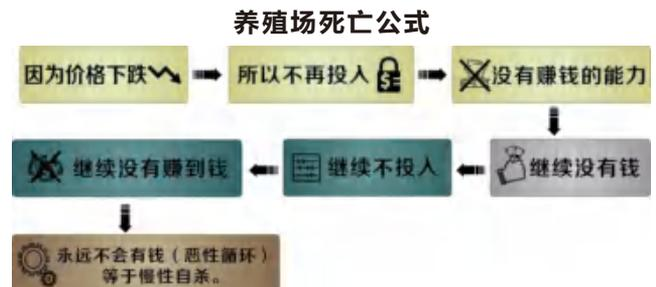 养殖场死亡公式
因为价格下跌
所以不再投入
没有赚钱的能力
继续没有钱
继续不投入
继续没有赚到钱
永远不会有钱（恶性循环）
等于慢性自杀。